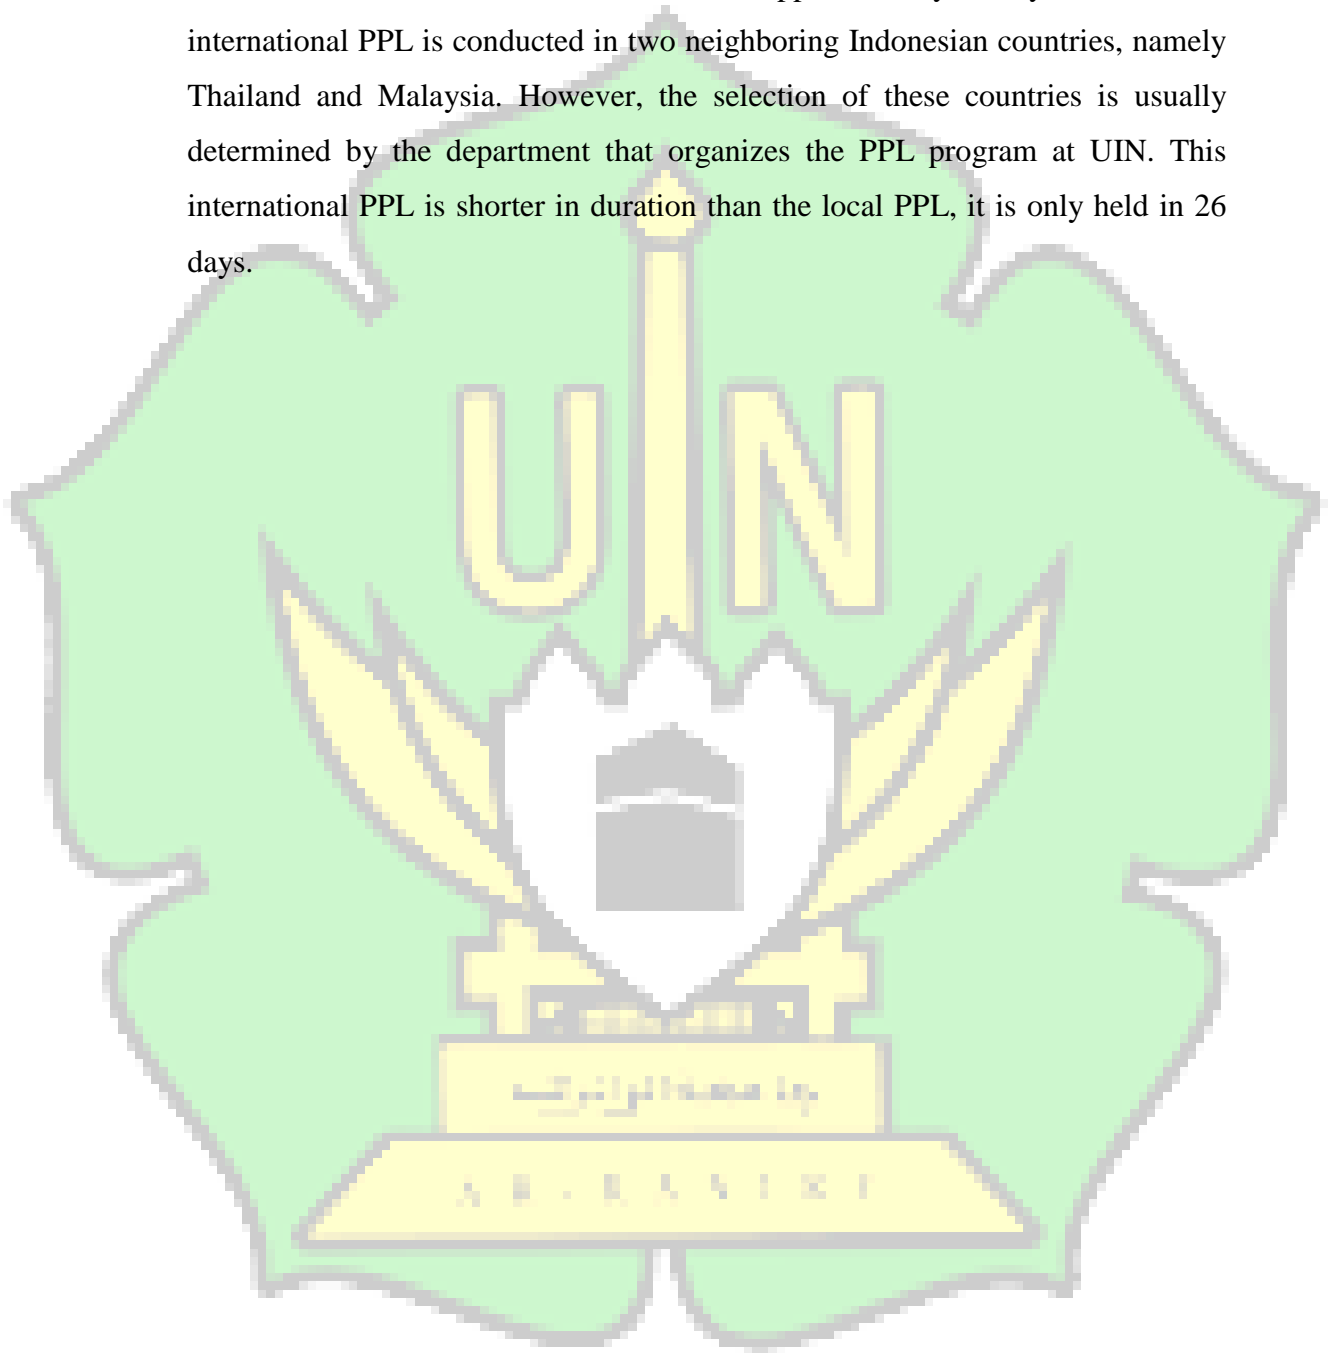 international PPL is conducted in two neighboring Indonesian countries, namely
Thailand and Malaysia. However, the selection of these countries is usually
determined by the department that organizes the PPL program at UIN. This
international PPL is shorter in duration than the local PPL, it is only held in 26
days.
U N
A R - R A N I R Y